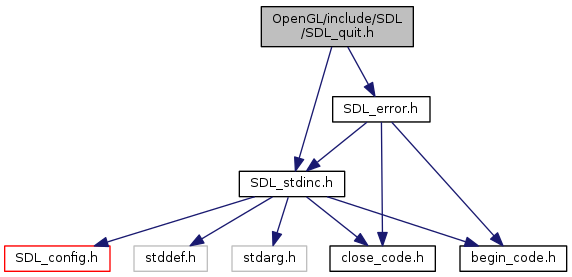 OpenGL/include/SDL
/SDL_quit.h
SDL_error.h
SDL_stdinc.h
SDL_config.h
stddef.h
stdarg.h
close_code.h
begin_code.h